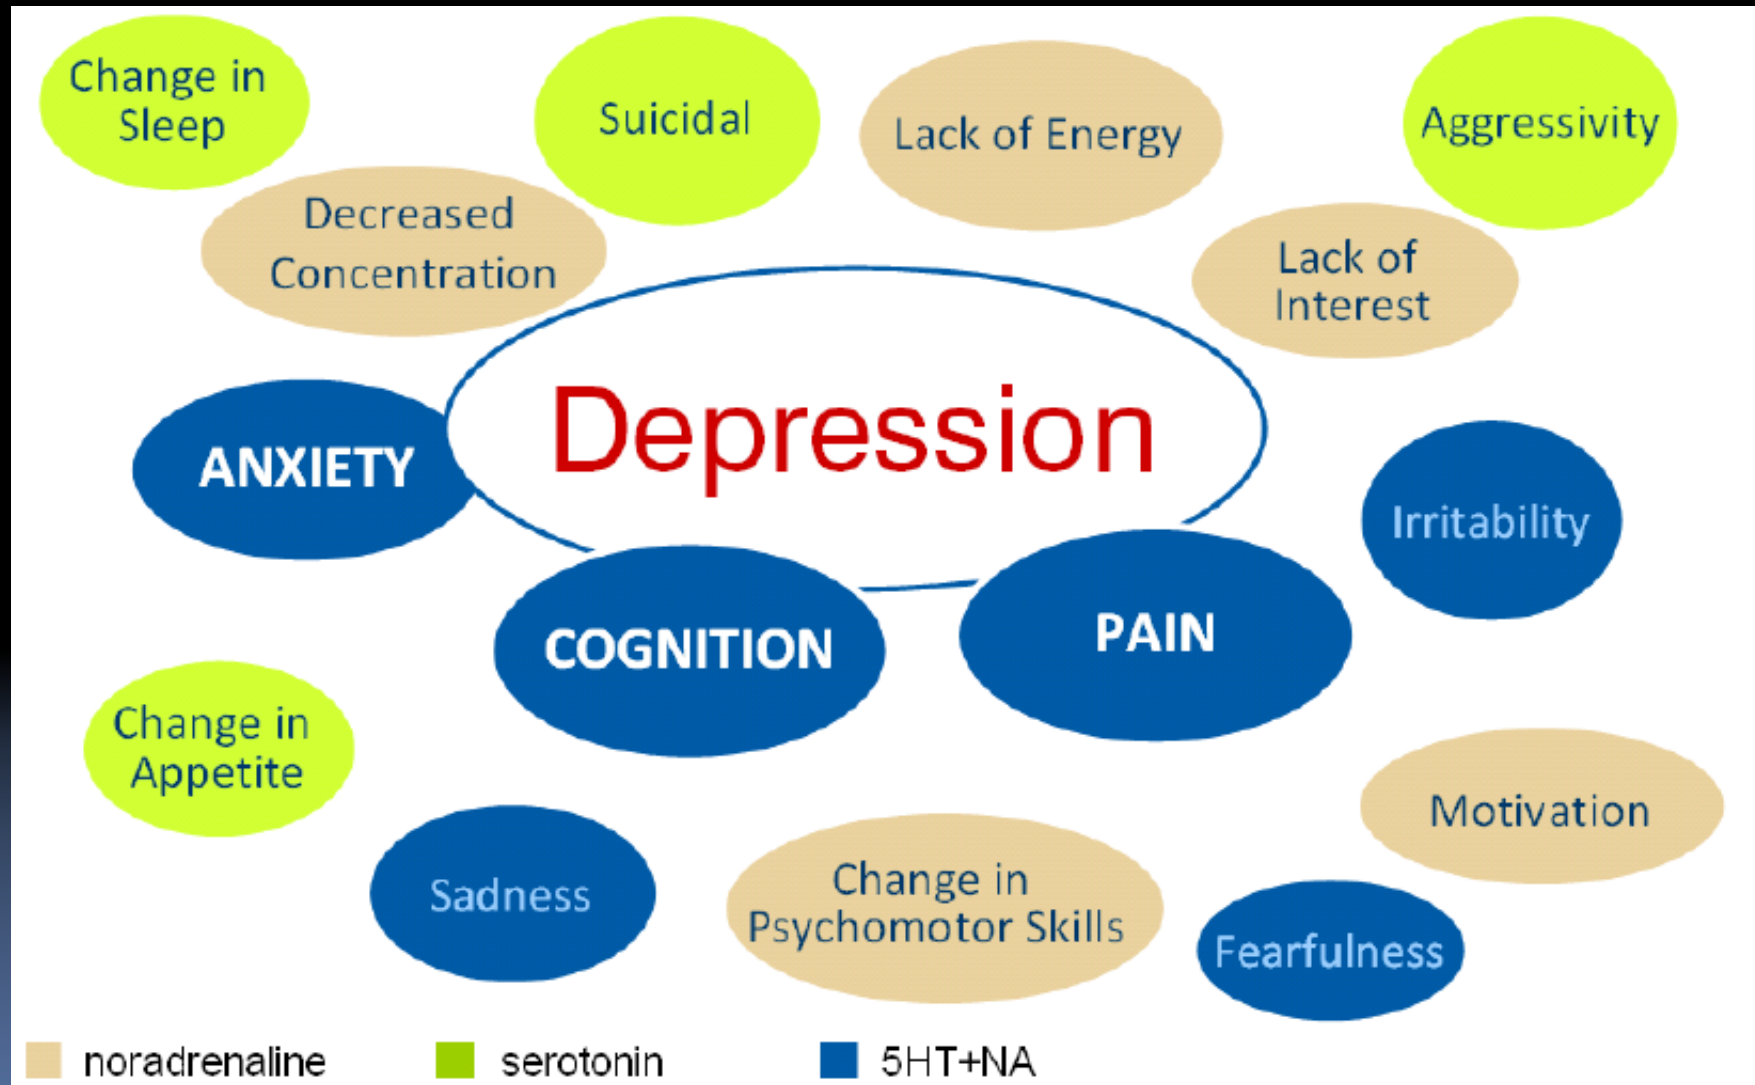 Change in
Sleep
Suicidal
Lack of Energy
Aggressivity
Decreased
Concentration
Lack of
Interest
Depression
ANXIETY
Irritability
COGNITION
PAIN
Change in
Appetite
Motivation
Sadness
Change in
Psychomotor Skills
Fearfulness
noradrenaline
serotonin
5HT+NA